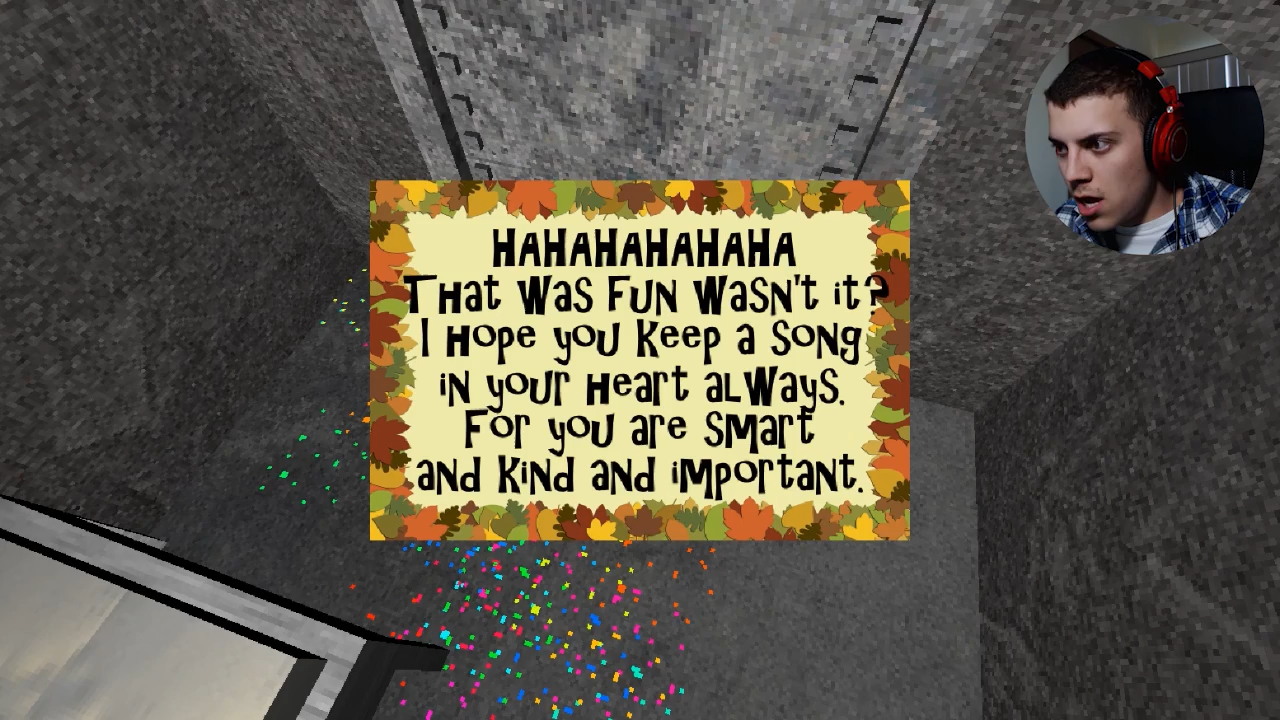 HAHAHAHAHAHA
That Was Fun Wasn't it?
I Hope you Keep a Song
in your Heart always.
For you are smart
and kind and important.